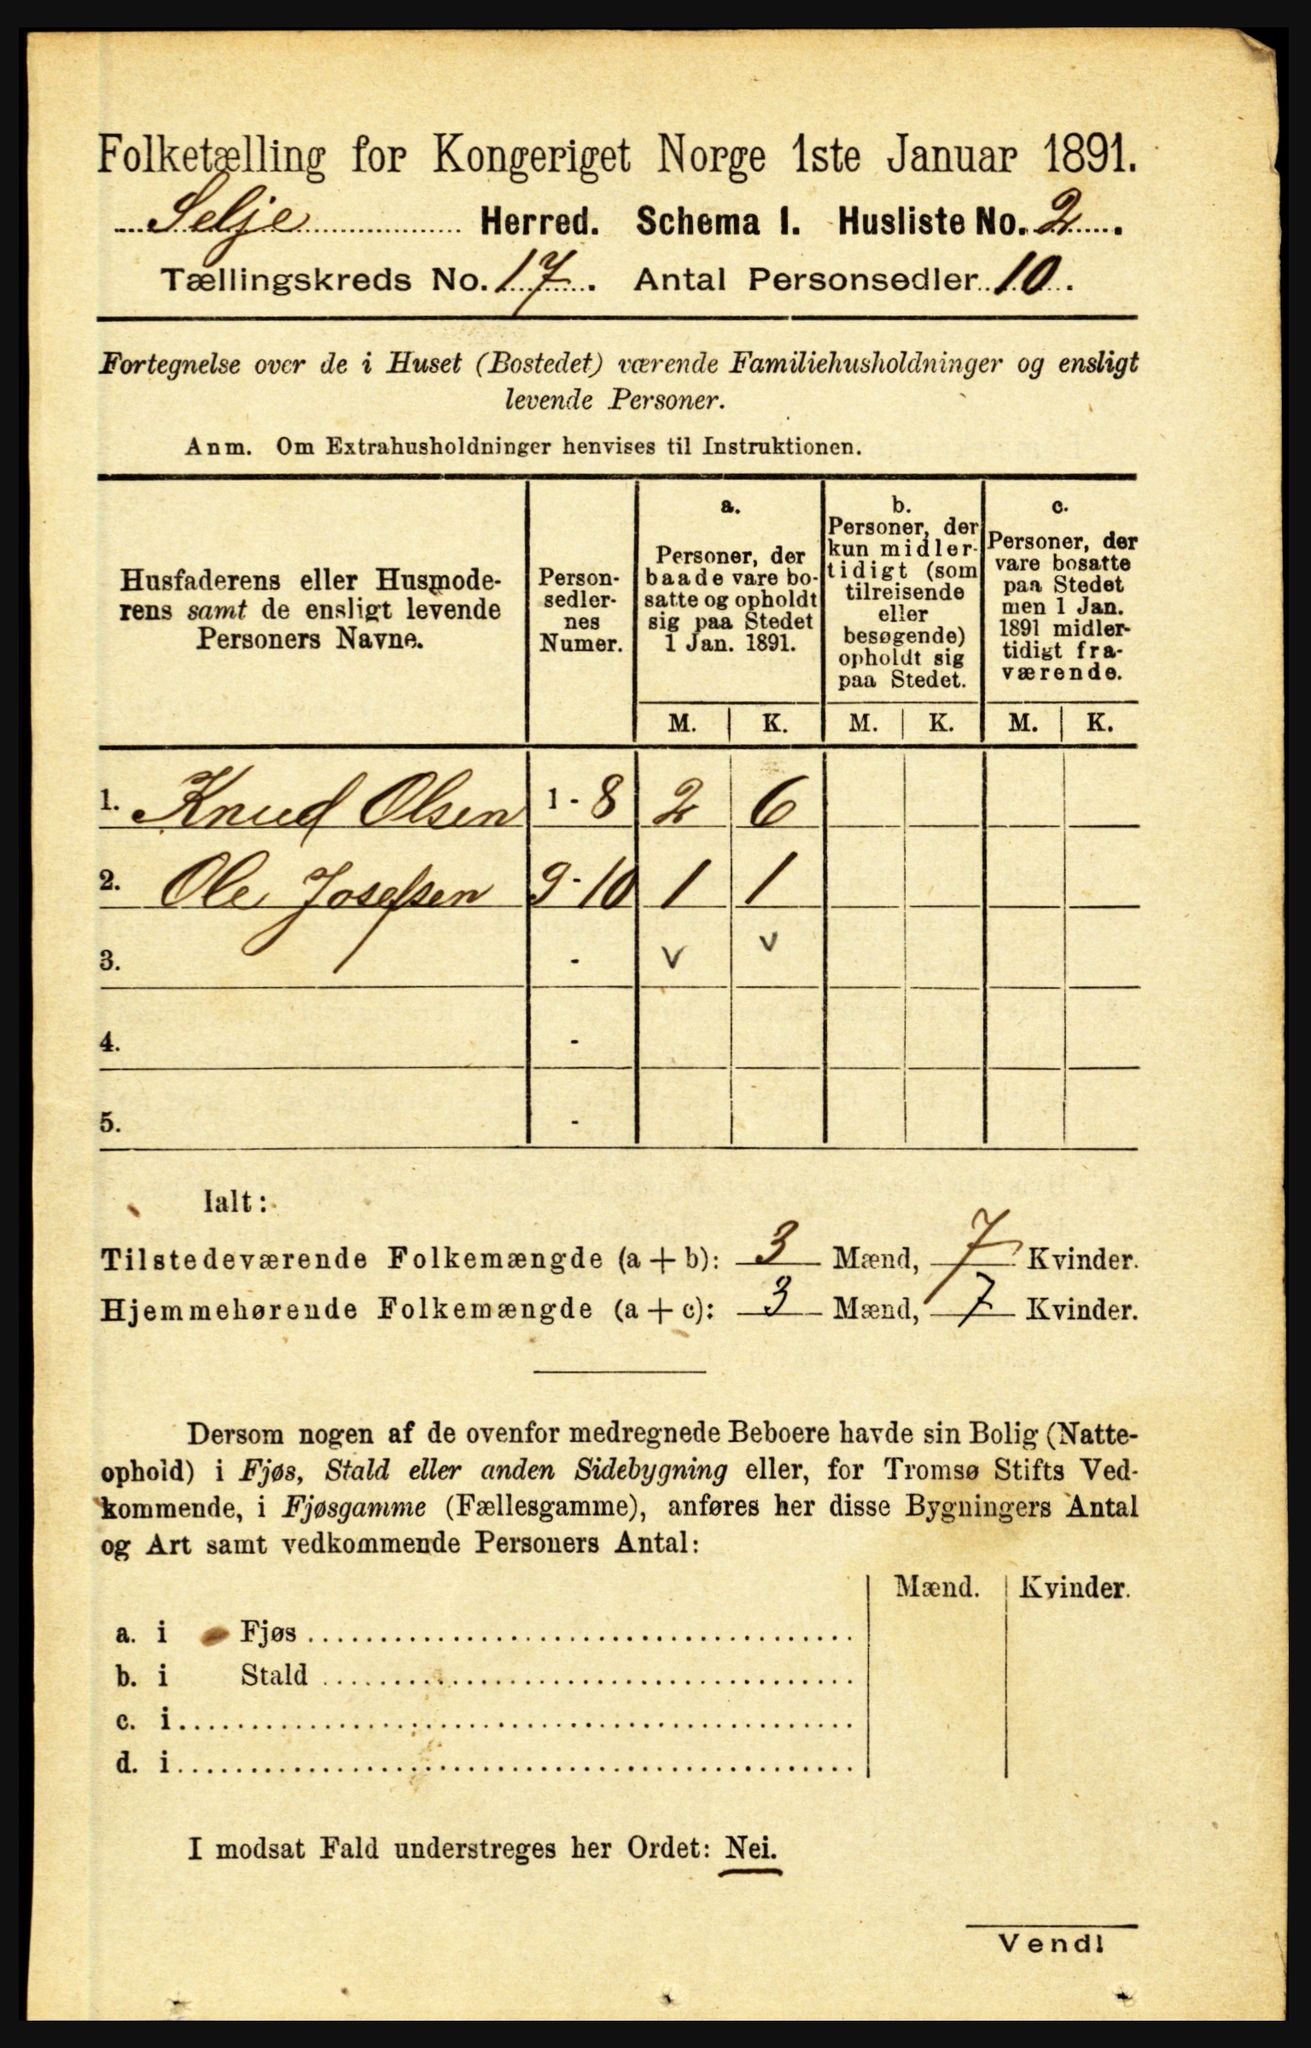 Folketælling for Kongeriget Norge 1ste Januar 1891.
Selje Herred. Schema I. Husliste No. 2.
Tællingskreds No. 17. Antal Personsedler 10.
Fortegnelse over de i Huset (Bostedet) værende Familiehusholdninger og ensligt
levende Personer.
Anm. Om Extrahusholdninger henvises til Instruktionen.
Husfaderens eller Husmode-
rens samt de ensligt levende
Personers Navne.
Person-
sedler-
nes
Numer.
a.
Personer, der
baade vare bo-
satte og opholdt
sig paa Stedet
1 Jan. 1891.
b.
Personer, der
kun midler-
tidigt (som
tilreisende
eller
besøgende)
opholdt sig
paa Stedet.
c.
Personer, der
vare bosatte
paa Stedet
men 1 Jan.
1891 midler-
tidigt fra-
værende.
M. K. M. K. M. K.
1. Knud Olsen 1 - 8 2 6
2. Ole Josefsen 9 - 10 1 1
3. - v v
4. -
5. -
Ialt:
Tilstedeværende Folkemængde (a + b): 3 Mænd, 7 Kvinder.
Hjemmehørende Folkemængde (a + c): 3 Mænd, 7 Kvinder.
Dersom nogen af de ovenfor medregnede Beboere havde sin Bolig (Natte-
ophold) i Fjøs, Stald eller anden Sidebygning eller, for Tromsø Stifts Ved-
kommende, i Fjøsgamme (Fællesgamme), anføres her disse Bygningers Antal
og Art samt vedkommende Personers Antal:
Mænd. Kvinder.
a. i Fjøs
b. i Stald
c. i
d. i
I modsat Fald understreges her Ordet: Nei.
Vend!